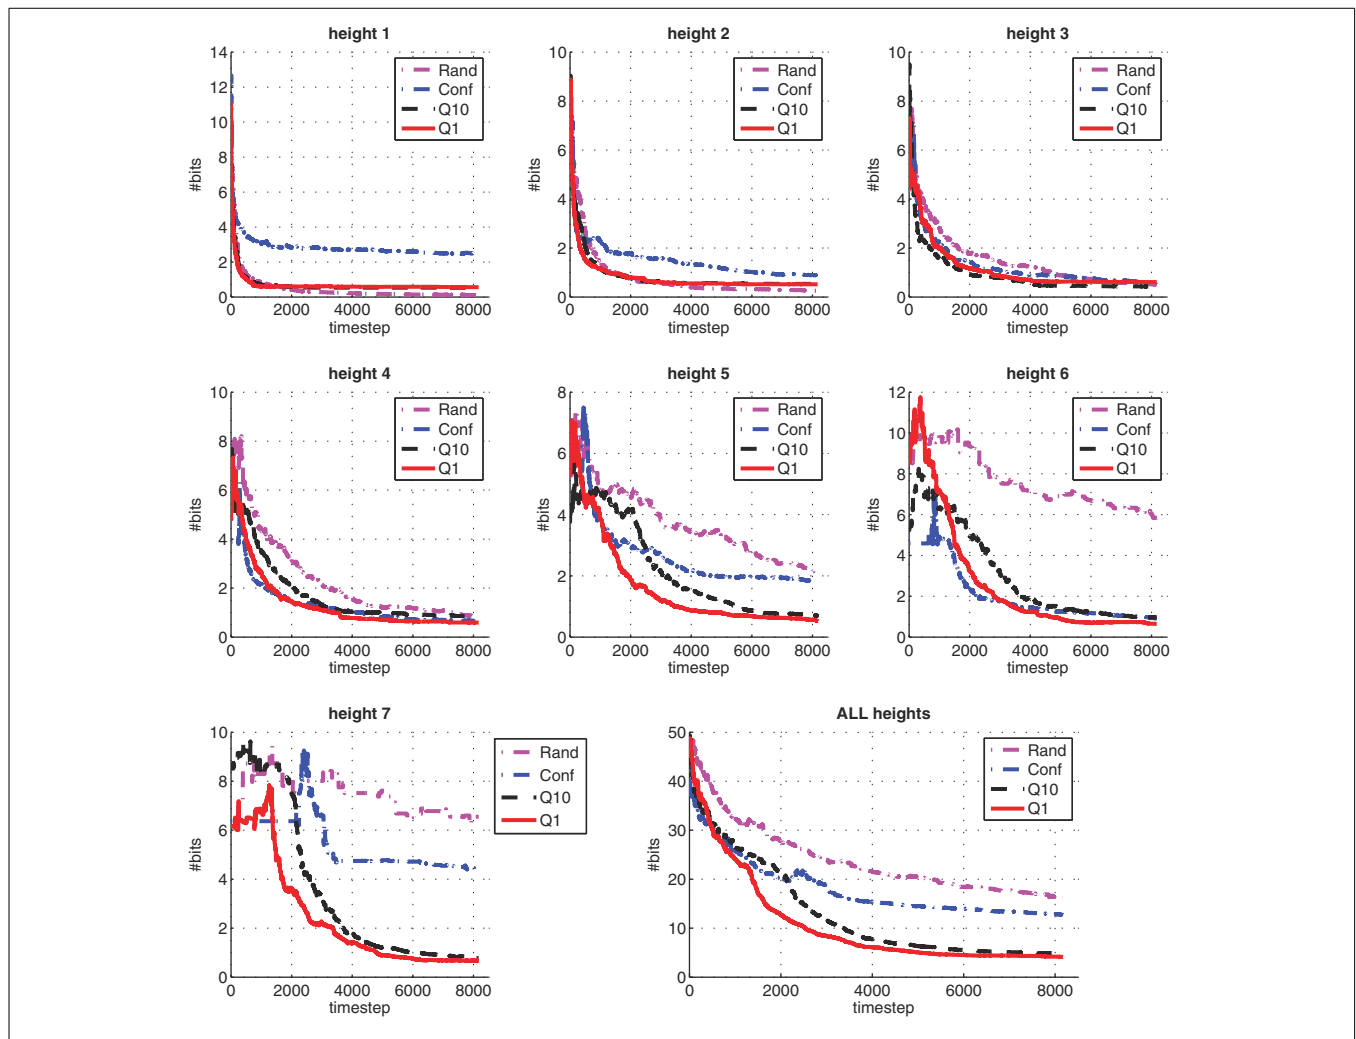 height 1
14
12
10
8
6
4
2
0
#bits
0 2000 4000 6000 8000
timestep
Rand
Conf
Q10
Q1
height 2
10
8
6
4
2
0
#bits
0 2000 4000 6000 8000
timestep
Rand
Conf
Q10
Q1
height 3
10
8
6
4
2
0
#bits
0 2000 4000 6000 8000
timestep
Rand
Conf
Q10
Q1
height 4
10
8
6
4
2
0
#bits
0 2000 4000 6000 8000
timestep
Rand
Conf
Q10
Q1
height 5
8
6
4
2
0
#bits
0 2000 4000 6000 8000
timestep
Rand
Conf
Q10
Q1
height 6
12
10
8
6
4
2
0
#bits
0 2000 4000 6000 8000
timestep
Rand
Conf
Q10
Q1
height 7
10
8
6
4
2
0
#bits
0 2000 4000 6000 8000
timestep
Rand
Conf
Q10
Q1
ALL heights
50
40
30
20
10
0
#bits
0 2000 4000 6000 8000
timestep
Rand
Conf
Q10
Q1